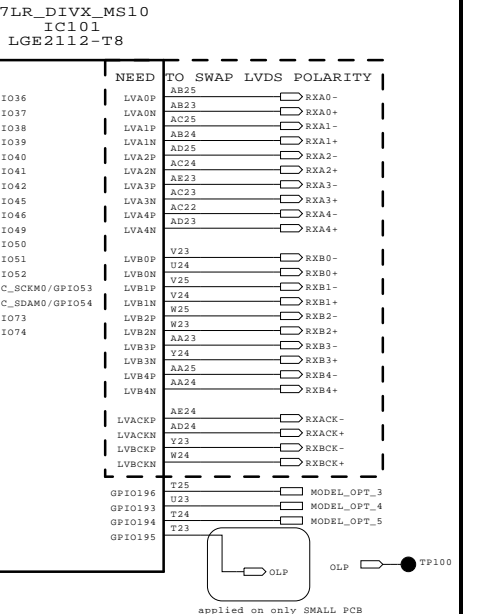 7LR_DIVX_MS10
IC101
LGE2112-T8
NEED TO SWAP LVDS POLARITY
IO36 LVA0P AB25 RXA0-
IO37 LVA0N AB23 RXA0+
IO38 LVA1P AC25 RXA1-
IO39 LVA1N AB24 RXA1+
IO40 LVA2P AD25 RXA2-
IO41 LVA2N AC24 RXA2+
IO42 LVA3P AE23 RXA3-
IO45 LVA3N AC23 RXA3+
IO46 LVA4P AC22 RXA4-
IO49 LVA4N AD23 RXA4+
IO50
IO51 LVB0P V23 RXB0-
IO52 LVB0N U24 RXB0+
C_SCKM0/GPIO53 LVB1P V25 RXB1-
C_SDAM0/GPIO54 LVB1N V24 RXB1+
IO73 LVB2P W25 RXB2-
IO74 LVB2N W23 RXB2+
LVB3P AA23 RXB3-
LVB3N Y24 RXB3+
LVB4P AA25 RXB4-
LVB4N AA24 RXB4+
LVACKP AE24 RXACK-
LVACKN AD24 RXACK+
LVBCKP Y23 RXBCK-
LVBCKN W24 RXBCK+
GPIO196 T25 MODEL_OPT_3
GPIO193 U23 MODEL_OPT_4
GPIO194 T24 MODEL_OPT_5
GPIO195 T23
OLP OLP TP100
applied on only SMALL PCB